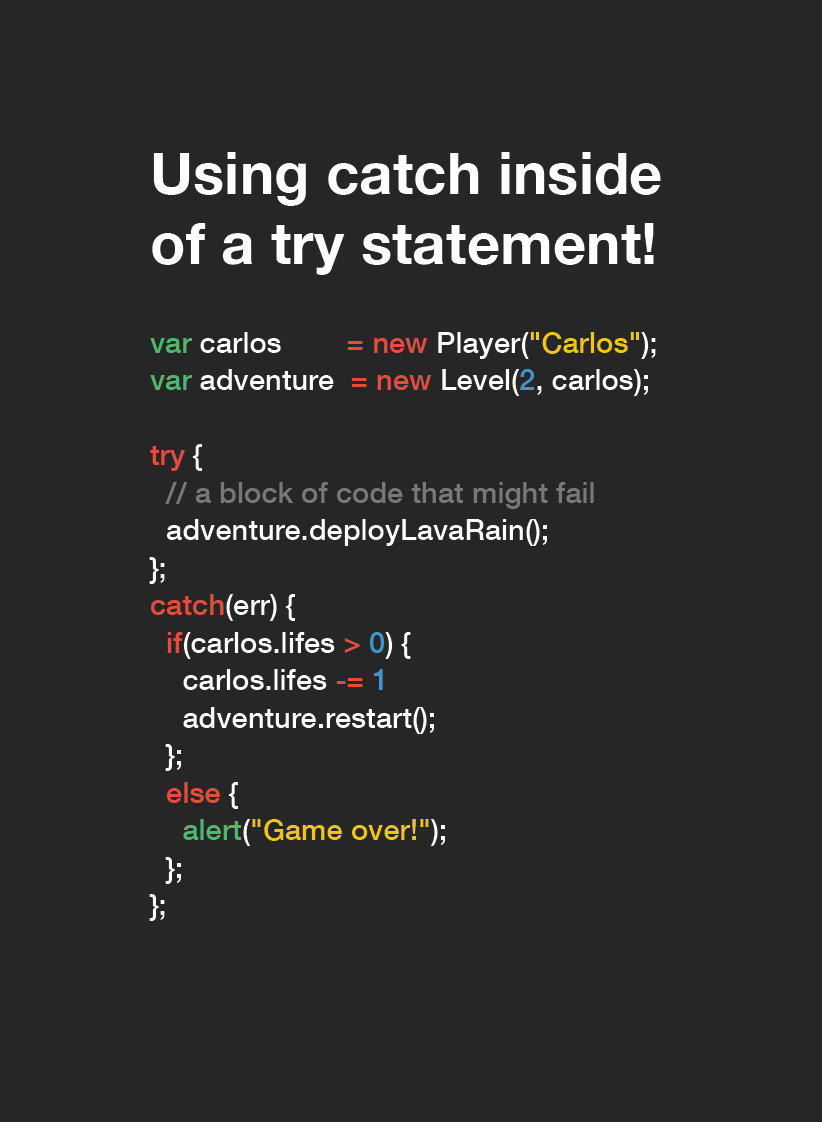 Using catch inside
of a try statement!
var carlos = new Player("Carlos");
var adventure = new Level(2, carlos);
try {
// a block of code that might fail
adventure.deployLavaRain();
};
catch(err) {
if(carlos.lifes > 0) {
carlos.lifes -= 1
adventure.restart();
};
else {
alert("Game over!");
};
};